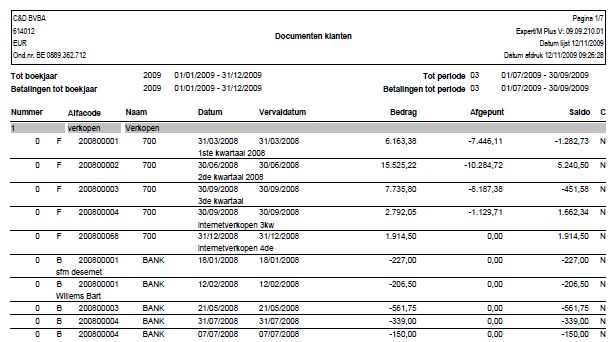 C&D BVBA Pagina 1/7
614012 Expert/M Plus V: 09.09.210.01
EUR Documenten klanten Datum lijst 12/11/2009
Ond.nr. BE 0889.362.712 Datum afdruk 12/11/2009 09:26:28
Tot boekjaar 2009 01/01/2009 - 31/12/2009 Tot periode 03 01/07/2009 - 30/09/2009
Betalingen tot boekjaar 2009 01/01/2009 - 31/12/2009 Betalingen tot periode 03 01/07/2009 - 30/09/2009
Nummer Alfacode Naam Datum Vervaldatum Bedrag Afgepunt Saldo C
1 verkopen Verkopen
0 F 200800001 700 31/03/2008 31/03/2008 6.163,38 -7.446,11 -1.282,73 N
1ste kwartaal 2008
0 F 200800002 700 30/06/2008 30/06/2008 15.525,22 -10.284,72 5.240,50 N
2de kwartaal 2008
0 F 200800003 700 30/09/2008 30/09/2008 7.735,80 -8.187,38 -451,58 N
3de kwartaal
0 F 200800004 700 30/09/2008 30/09/2008 2.792,05 -1.129,71 1.662,34 N
internetverkopen 3kw
0 F 200800068 700 31/12/2008 31/12/2008 1.914,50 0,00 1.914,50 N
internetverkopen 4de
0 B 200800001 BANK 18/01/2008 18/01/2008 -227,00 0,00 -227,00 N
sfm desemet
0 B 200800001 BANK 12/02/2008 12/02/2008 -206,50 0,00 -206,50 N
Willems Bart
0 B 200800003 BANK 21/05/2008 21/05/2008 -561,75 0,00 -561,75 N
0 B 200800004 BANK 31/07/2008 31/07/2008 -339,00 0,00 -339,00 N
0 B 200800004 BANK 07/07/2008 07/07/2008 -150,00 0,00 -150,00 N